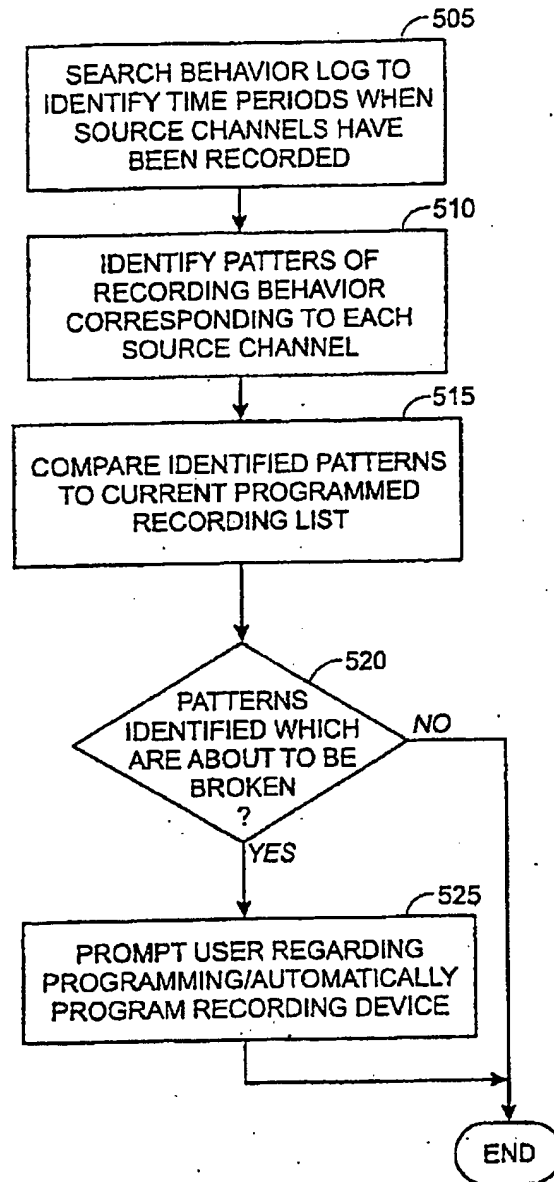 505
SEARCH BEHAVIOR LOG TO
IDENTIFY TIME PERIODS WHEN
SOURCE CHANNELS HAVE
BEEN RECORDED
510
IDENTIFY PATTERS OF
RECORDING BEHAVIOR
CORRESPONDING TO EACH
SOURCE CHANNEL
515
COMPARE IDENTIFIED PATTERNS
TO CURRENT PROGRAMMED
RECORDING LIST
520
PATTERNS
IDENTIFIED WHICH
ARE ABOUT TO BE
BROKEN
?
NO
YES
525
PROMPT USER REGARDING
PROGRAMMING/AUTOMATICALLY
PROGRAM RECORDING DEVICE
END